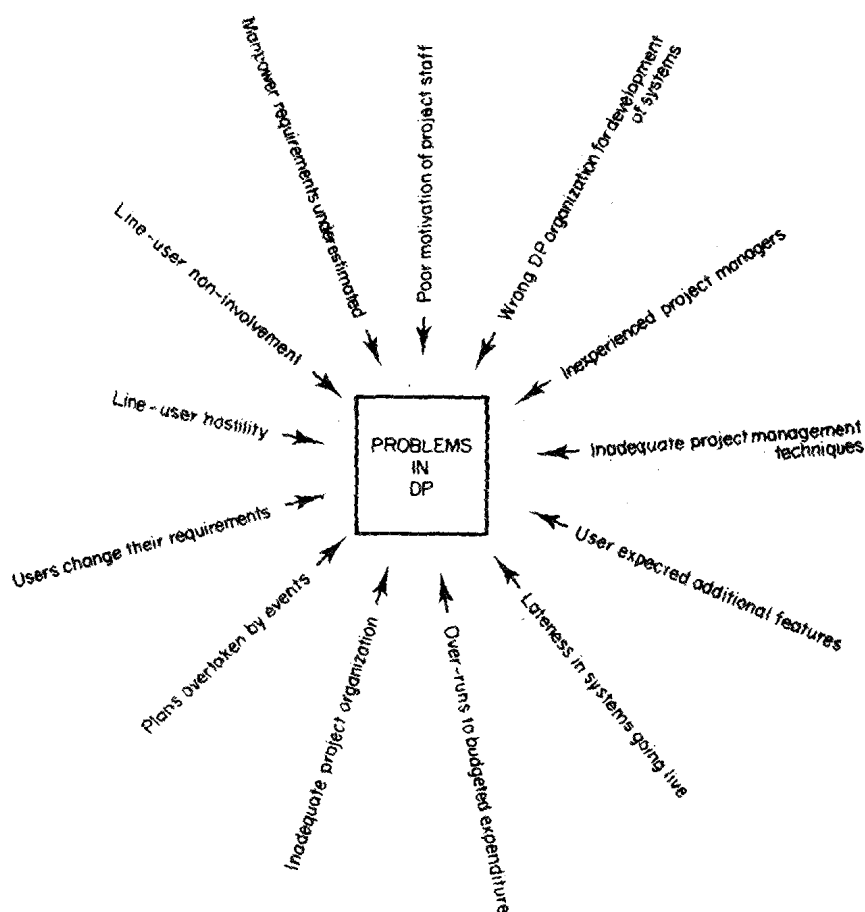 Manpower requirements underestimated
Poor motivation of project staff
Wrong DP organization for development
of systems
Inexperienced project managers
Inadequate project management
techniques
User expected additional features
Lateness in systems going live
Over-runs to budgeted expenditure
Inadequate project organization
Plans overtaken by events
Users change their requirements
Line-user hostility
Line-user non-involvement
PROBLEMS
IN
DP